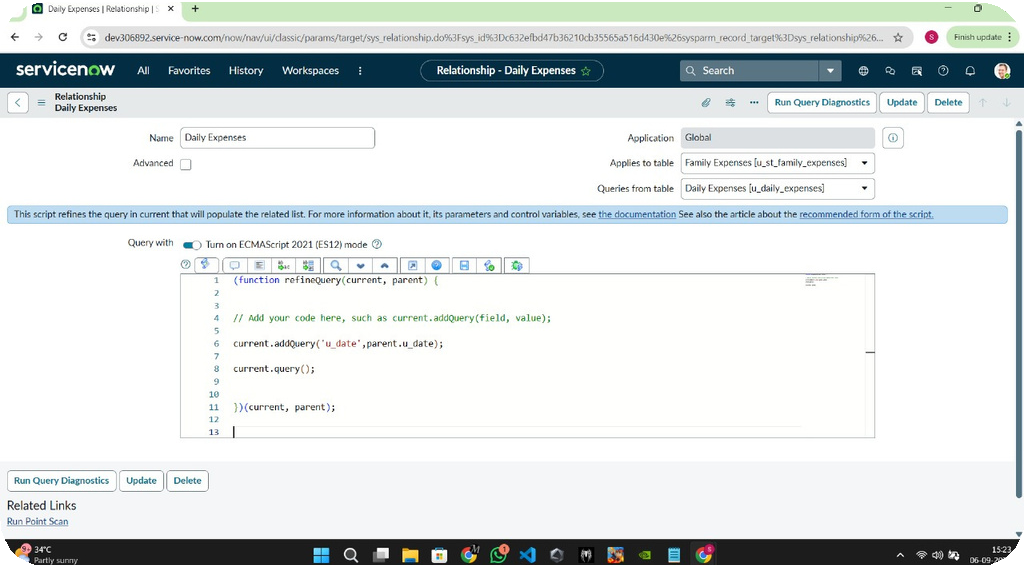 Daily Expenses | Relationship | S
Finish update
dev306892.service-now.com/now/nav/ui/classic/params/target/sys_relationship.do%3Fsys_id%3Dc632efbd47b36210cb35565a516d430e%26sysparm_record_target%3Dsys_relationship%26...
S
servicenow
All
Favorites
History
Workspaces
Relationship - Daily Expenses
Search
Relationship
Daily Expenses
Run Query Diagnostics
Update
Delete
Name
Daily Expenses
Application
Global
Advanced
Applies to table
Family Expenses [u_st_family_expenses]
Queries from table
Daily Expenses [u_daily_expenses]
This script refines the query in current that will populate the related list. For more information about it, its parameters and control variables, see the documentation See also the article about the recommended form of the script.
Query with
Turn on ECMAScript 2021 (ES12) mode
1 (function refineQuery(current, parent) {
2
3
4 // Add your code here, such as current.addQuery(field, value);
5
6 current.addQuery('u_date',parent.u_date);
7
8 current.query();
9
10
11 })(current, parent);
12
13
Run Query Diagnostics
Update
Delete
Related Links
Run Point Scan
34°C
Partly sunny
15:23